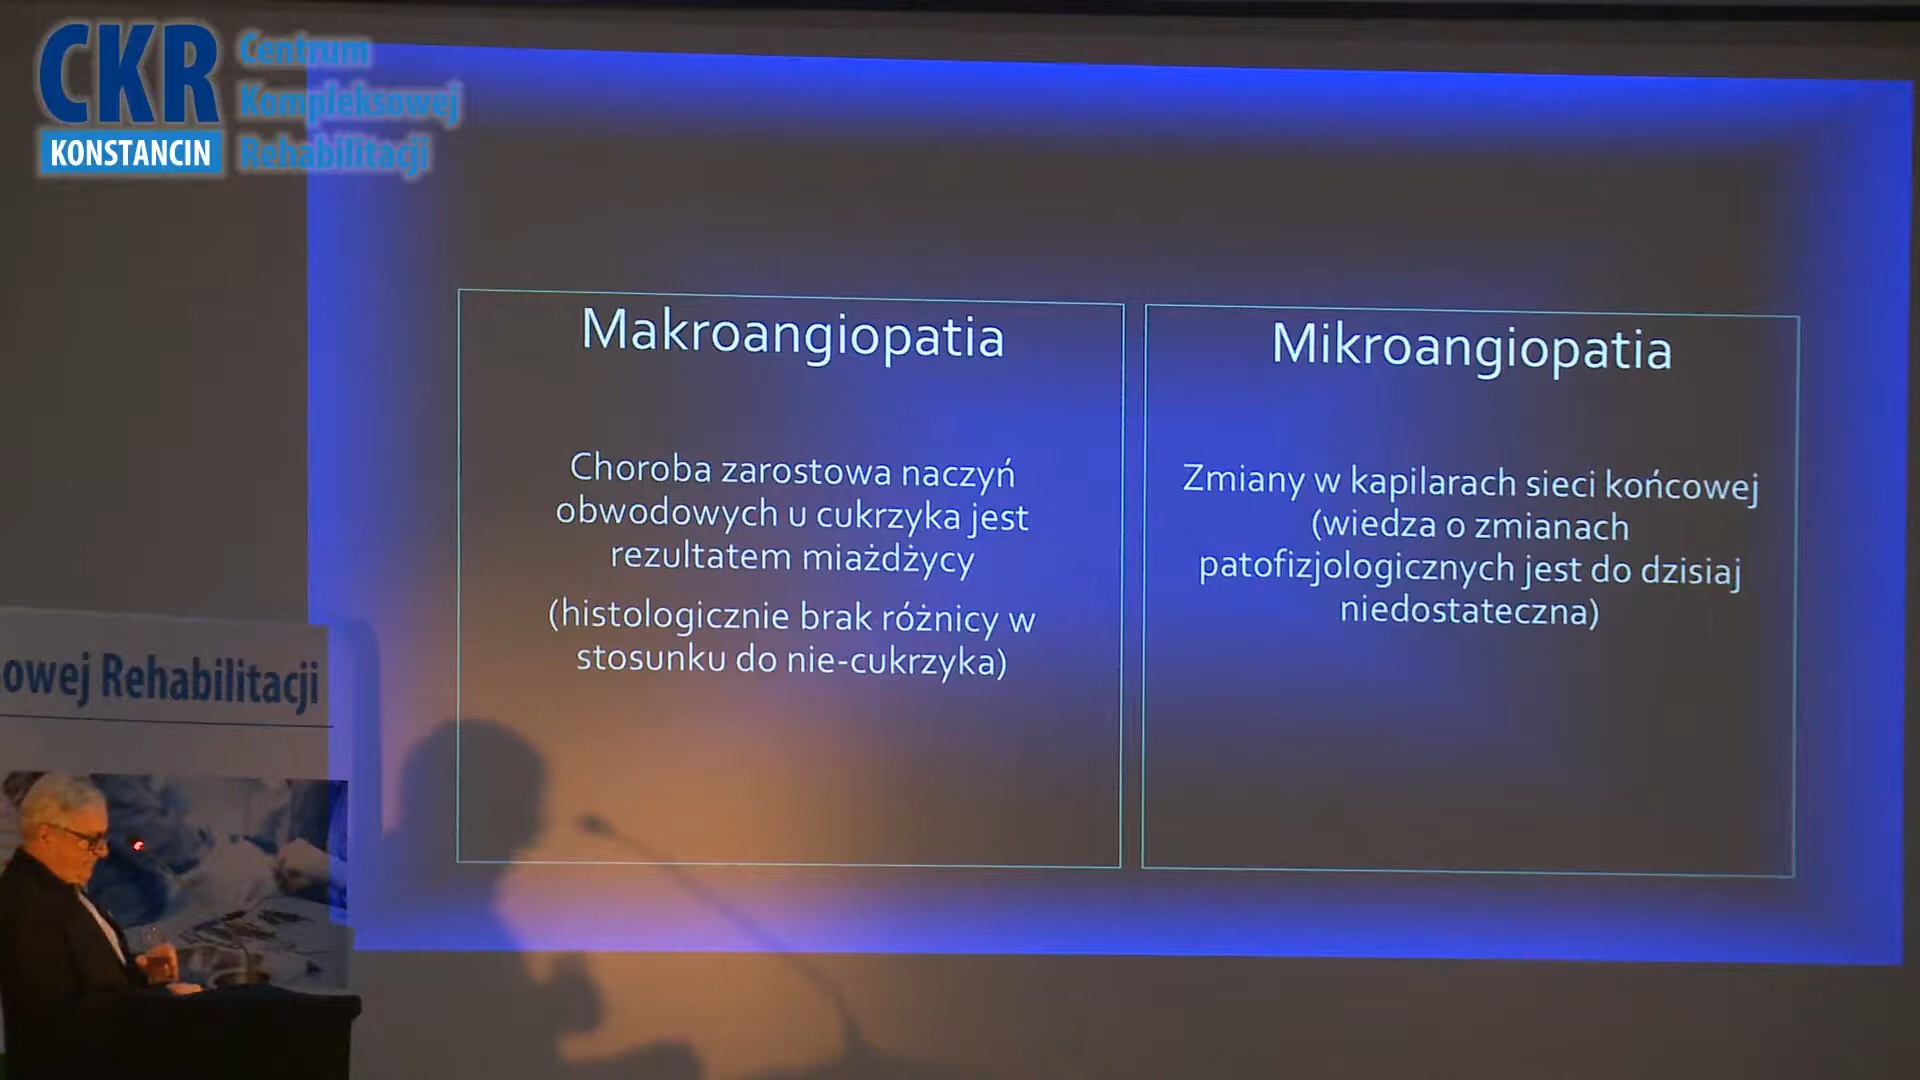 CKR
KONSTANCIN
Centrum
Kompleksowej
Rehabilitacji
Makroangiopatia
Choroba zarostowa naczyń
obwodowych u cukrzyka jest
rezultatem miażdżycy
(histologicznie brak różnicy w
stosunku do nie-cukrzyka)
Mikroangiopatia
Zmiany w kapilarach sieci końcowej
(wiedza o zmianach
patofizjologicznych jest do dzisiaj
niedostateczna)
owej Rehabilitacji